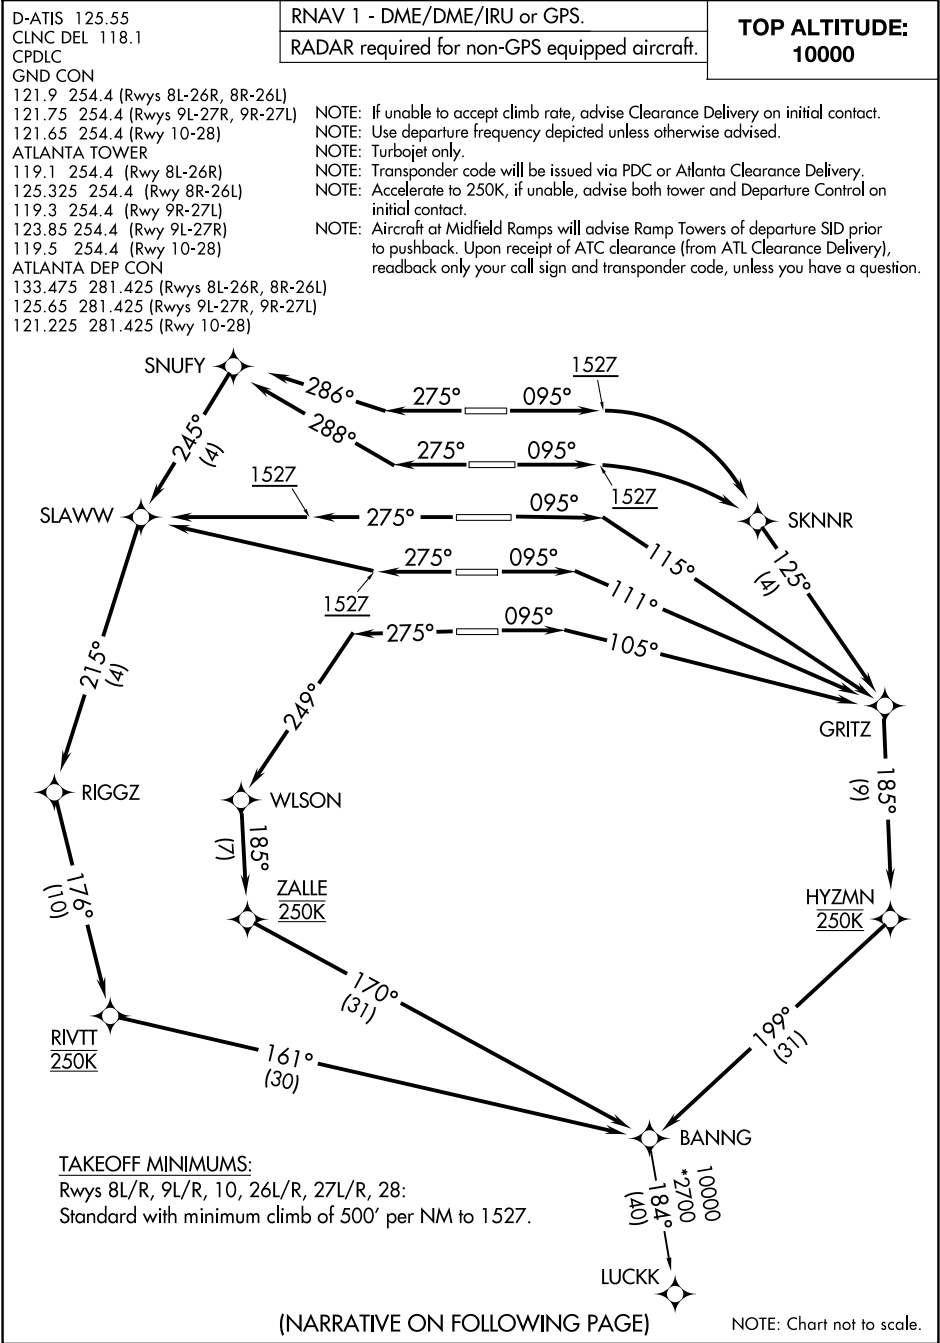 D-ATIS 125.55
CLNC DEL 118.1
CPDLC
GND CON
121.9 254.4 (Rwys 8L-26R, 8R-26L)
121.75 254.4 (Rwys 9L-27R, 9R-27L)
121.65 254.4 (Rwy 10-28)
ATLANTA TOWER
119.1 254.4 (Rwy 8L-26R)
125.325 254.4 (Rwy 8R-26L)
119.3 254.4 (Rwy 9R-27L)
123.85 254.4 (Rwy 9L-27R)
119.5 254.4 (Rwy 10-28)
ATLANTA DEP CON
133.475 281.425 (Rwys 8L-26R, 8R-26L)
125.65 281.425 (Rwys 9L-27R, 9R-27L)
121.225 281.425 (Rwy 10-28)
RNAV 1 - DME/DME/IRU or GPS.
RADAR required for non-GPS equipped aircraft.
TOP ALTITUDE:
10000
NOTE: If unable to accept climb rate, advise Clearance Delivery on initial contact.
NOTE: Use departure frequency depicted unless otherwise advised.
NOTE: Turbojet only.
NOTE: Transponder code will be issued via PDC or Atlanta Clearance Delivery.
NOTE: Accelerate to 250K, if unable, advise both tower and Departure Control on
initial contact.
NOTE: Aircraft at Midfield Ramps will advise Ramp Towers of departure SID prior
to pushback. Upon receipt of ATC clearance (from ATL Clearance Delivery),
readback only your call sign and transponder code, unless you have a question.
SNUFY
286°
275°
095°
1527
288°
275°
095°
1527
245°
(4)
SLAWW
1527
275°
095°
SKNNR
115°
125°
(4)
275°
095°
1527
111°
275°
095°
105°
215°
(4)
249°
GRITZ
RIGGZ
WLSON
185°
(9)
185°
(7)
176°
(10)
ZALLE
250K
HYZMN
250K
170°
(31)
199°
(31)
RIVTT
250K
161°
(30)
BANNG
10000
*2700
184°
(40)
LUCKK
TAKEOFF MINIMUMS:
Rwys 8L/R, 9L/R, 10, 26L/R, 27L/R, 28:
Standard with minimum climb of 500' per NM to 1527.
(NARRATIVE ON FOLLOWING PAGE)
NOTE: Chart not to scale.